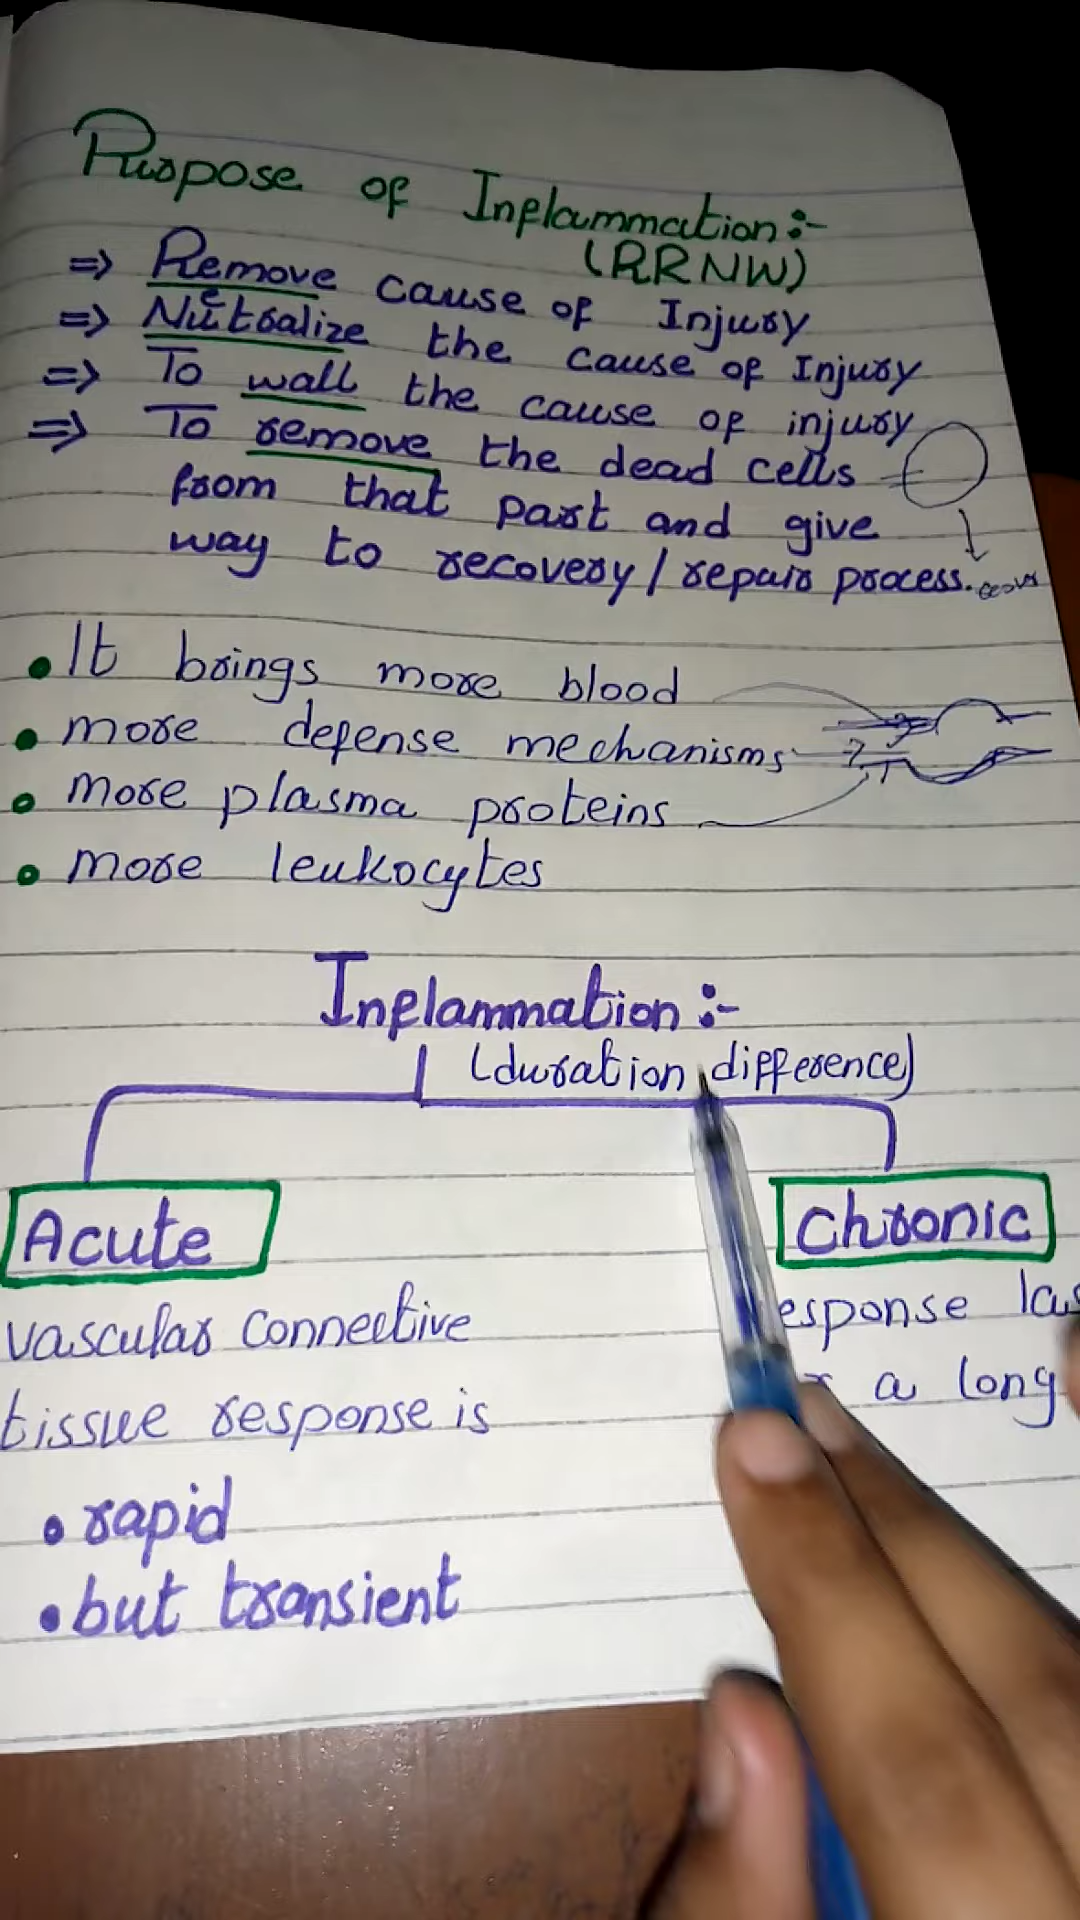 Purpose of Inflammation:-
(RRNW)
=> Remove cause of Injury
=> Nuetralize the cause of Injury
=> To wall the cause of injury
=> To remove the dead cells
from that part and give
way to recovery / repair process.
• It brings more blood
• more defense mechanisms
• more plasma proteins
• more leukocytes
Inflammation:-
(duration difference)
Acute
Chronic
vascular connective
tissue response is
• rapid
• but transient
esponse las
a long